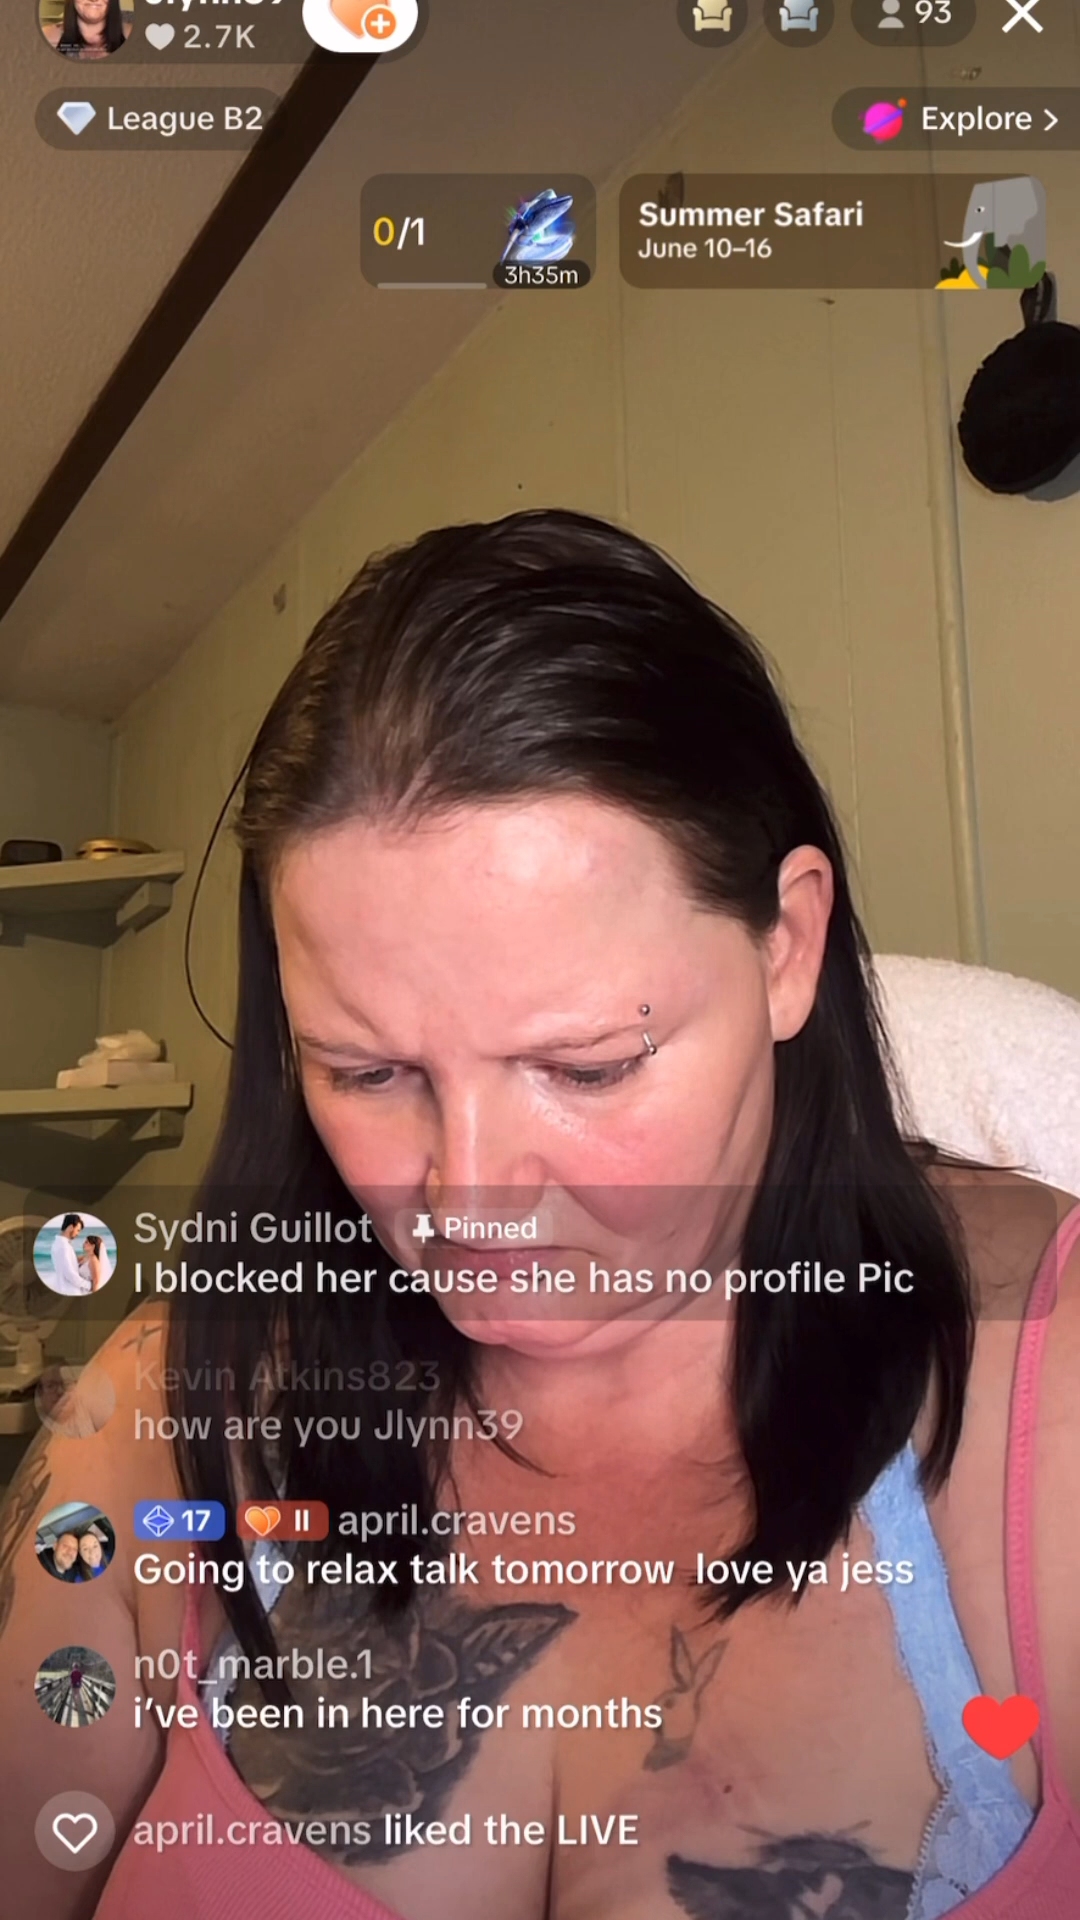 2.7K
93
League B2
Explore >
0/1
3h35m
Summer Safari
June 10–16
Sydni Guillot Pinned
I blocked her cause she has no profile Pic
Kevin Atkins823
how are you Jlynn39
17 II april.cravens
Going to relax talk tomorrow love ya jess
n0t_marble.1
i’ve been in here for months
april.cravens liked the LIVE